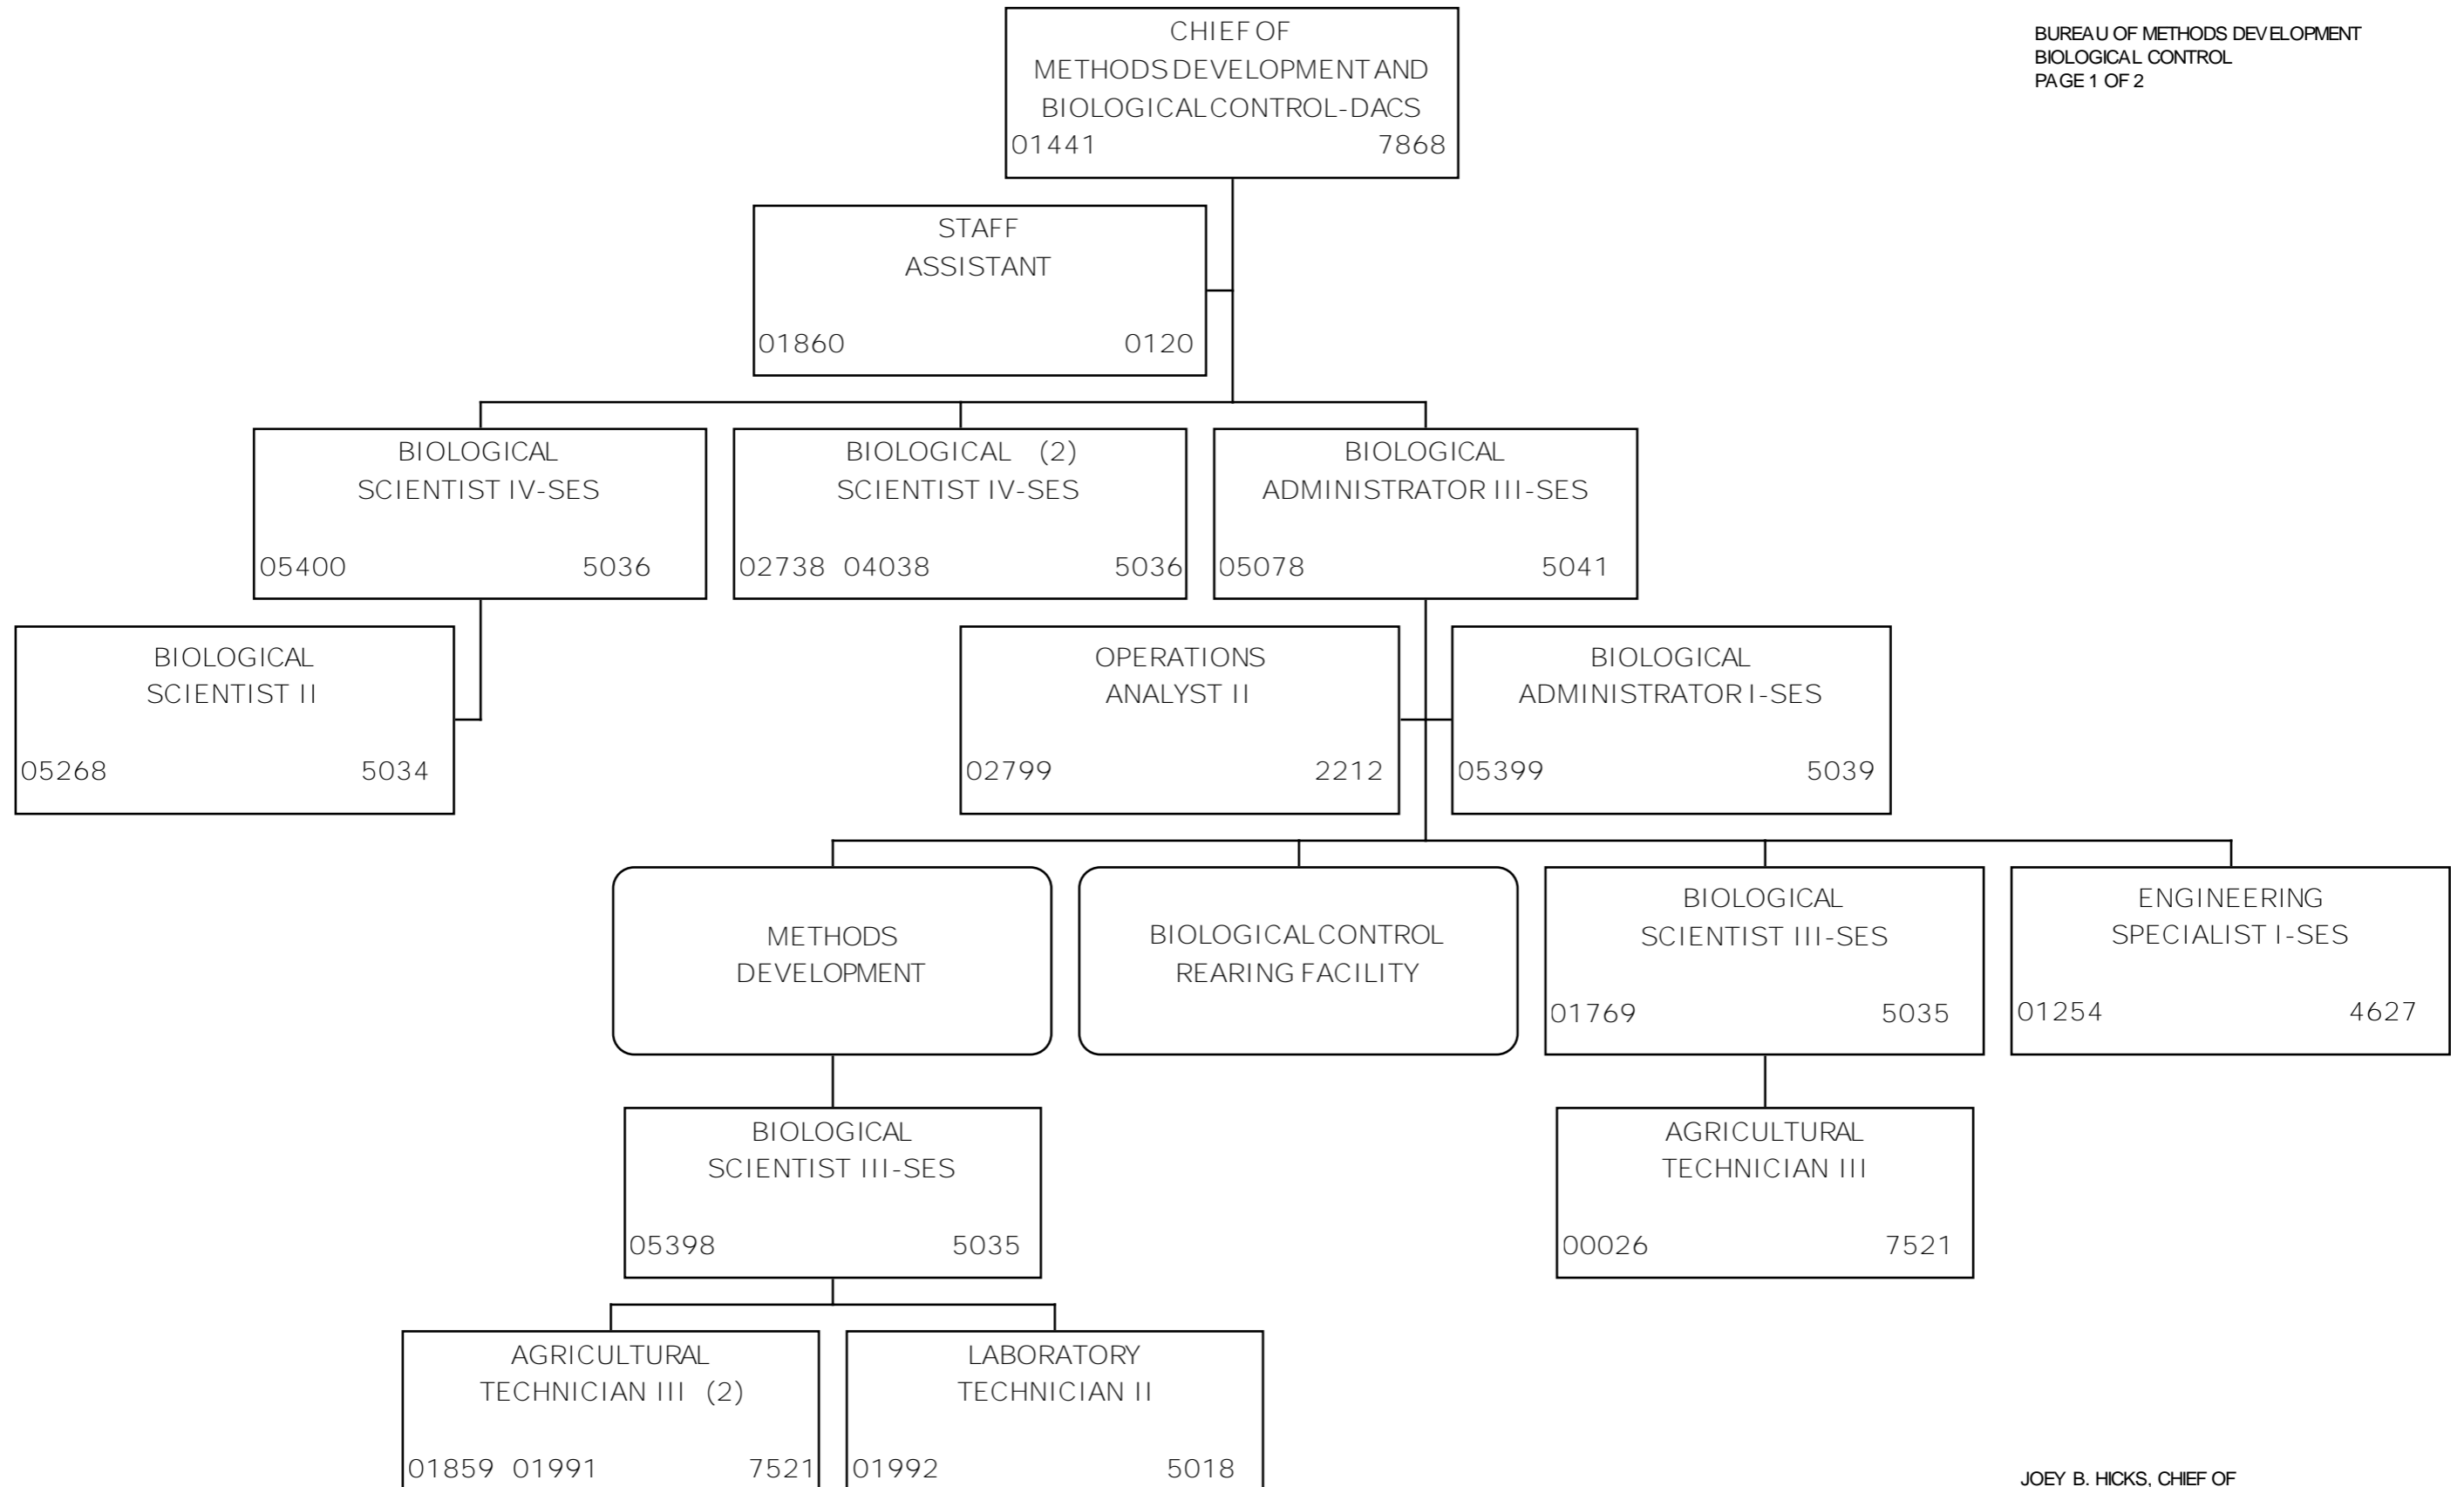 CHIEF OF
METHODS DEVELOPMENT AND
BIOLOGICAL CONTROL-DACS
01441 7868
BUREAU OF METHODS DEVELOPMENT
BIOLOGICAL CONTROL
PAGE 1 OF 2
STAFF
ASSISTANT
01860 0120
BIOLOGICAL
SCIENTIST IV-SES
05400 5036
BIOLOGICAL (2)
SCIENTIST IV-SES
02738 04038 5036
BIOLOGICAL
ADMINISTRATOR III-SES
05078 5041
BIOLOGICAL
SCIENTIST II
05268 5034
OPERATIONS
ANALYST II
02799 2212
BIOLOGICAL
ADMINISTRATOR I-SES
05399 5039
METHODS
DEVELOPMENT
BIOLOGICAL CONTROL
REARING FACILITY
BIOLOGICAL
SCIENTIST III-SES
01769 5035
ENGINEERING
SPECIALIST I-SES
01254 4627
BIOLOGICAL
SCIENTIST III-SES
05398 5035
AGRICULTURAL
TECHNICIAN III
00026 7521
AGRICULTURAL
TECHNICIAN III (2)
01859 01991 7521
LABORATORY
TECHNICIAN II
01992 5018
JOEY B. HICKS, CHIEF OF